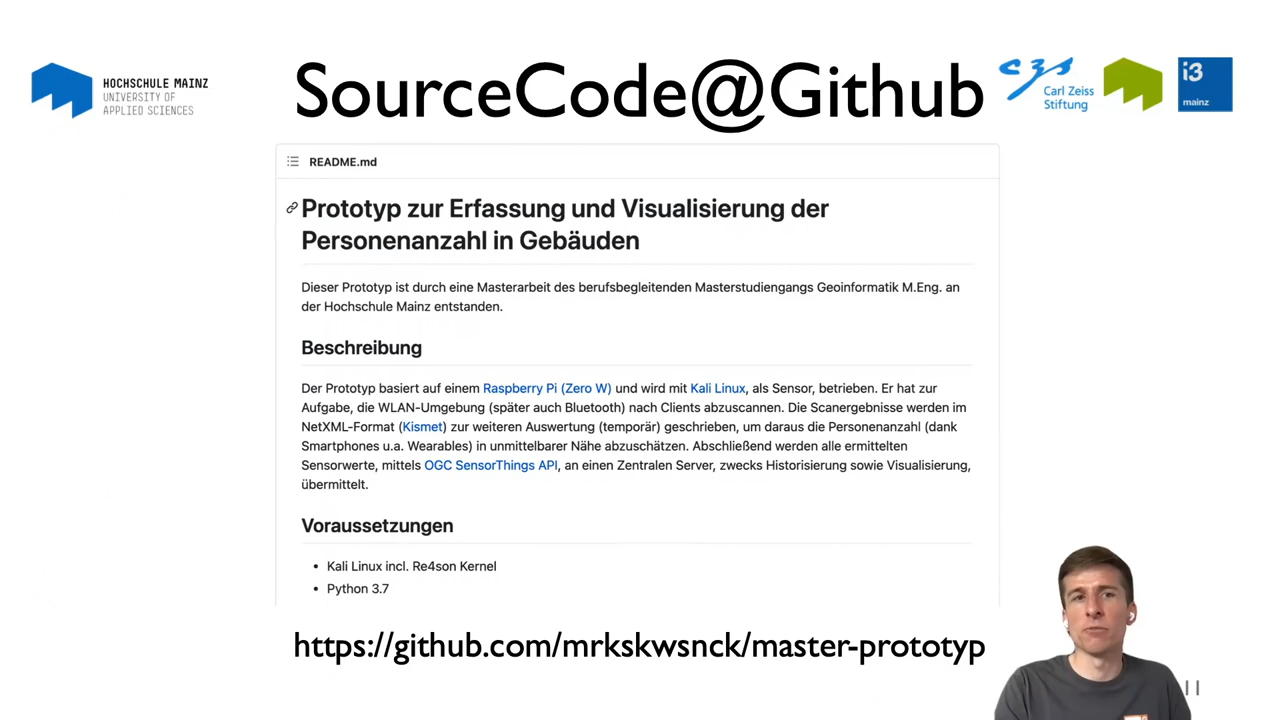 HOCHSCHULE MAINZ
UNIVERSITY OF
APPLIED SCIENCES
SourceCode@Github
Carl Zeiss
Stiftung
i3
mainz
README.md
Prototyp zur Erfassung und Visualisierung der
Personenanzahl in Gebäuden
Dieser Prototyp ist durch eine Masterarbeit des berufsbegleitenden Masterstudiengangs Geoinformatik M.Eng. an
der Hochschule Mainz entstanden.
Beschreibung
Der Prototyp basiert auf einem Raspberry Pi (Zero W) und wird mit Kali Linux, als Sensor, betrieben. Er hat zur
Aufgabe, die WLAN-Umgebung (später auch Bluetooth) nach Clients abzuscannen. Die Scanergebnisse werden im
NetXML-Format (Kismet) zur weiteren Auswertung (temporär) geschrieben, um daraus die Personenanzahl (dank
Smartphones u.a. Wearables) in unmittelbarer Nähe abzuschätzen. Abschließend werden alle ermittelten
Sensorwerte, mittels OGC SensorThings API, an einen Zentralen Server, zwecks Historisierung sowie Visualisierung,
übermittelt.
Voraussetzungen
• Kali Linux incl. Re4son Kernel
• Python 3.7
https://github.com/mrkskwsnck/master-prototyp